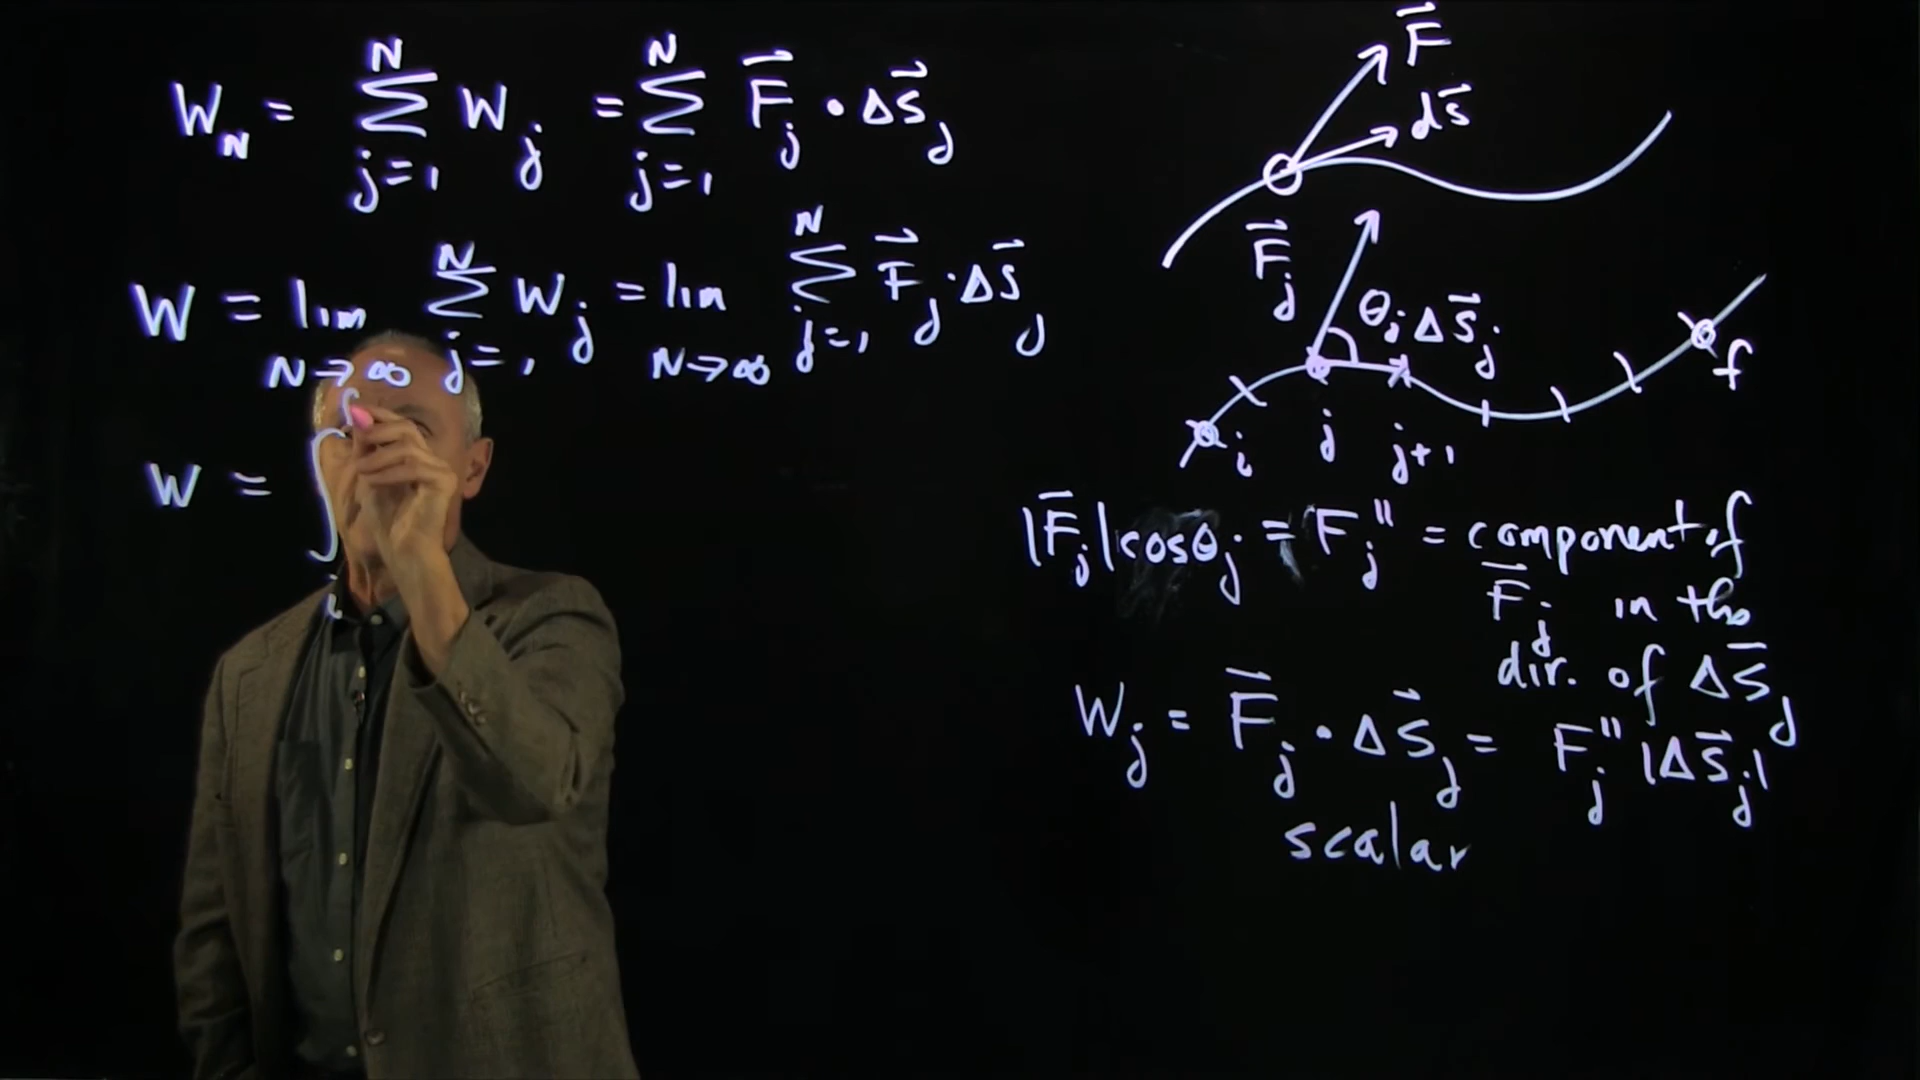 W_N = Σ_{j=1}^{N} W_j = Σ_{j=1}^{N} F⃗_j · Δs⃗_j
W = lim_{N→∞} Σ_{j=1}^{N} W_j = lim_{N→∞} Σ_{j=1}^{N} F⃗_j · Δs⃗_j
W = ∫_i^f
F⃗
ds⃗
F⃗_j
θ_j Δs⃗_j
f
i j j+1
|F⃗_j| cosθ_j = F_j^{||} = component of
F⃗_j in the
dir. of Δs⃗_j
W_j = F⃗_j · Δs⃗_j = F_j^{||} |Δs⃗_j|
scalar